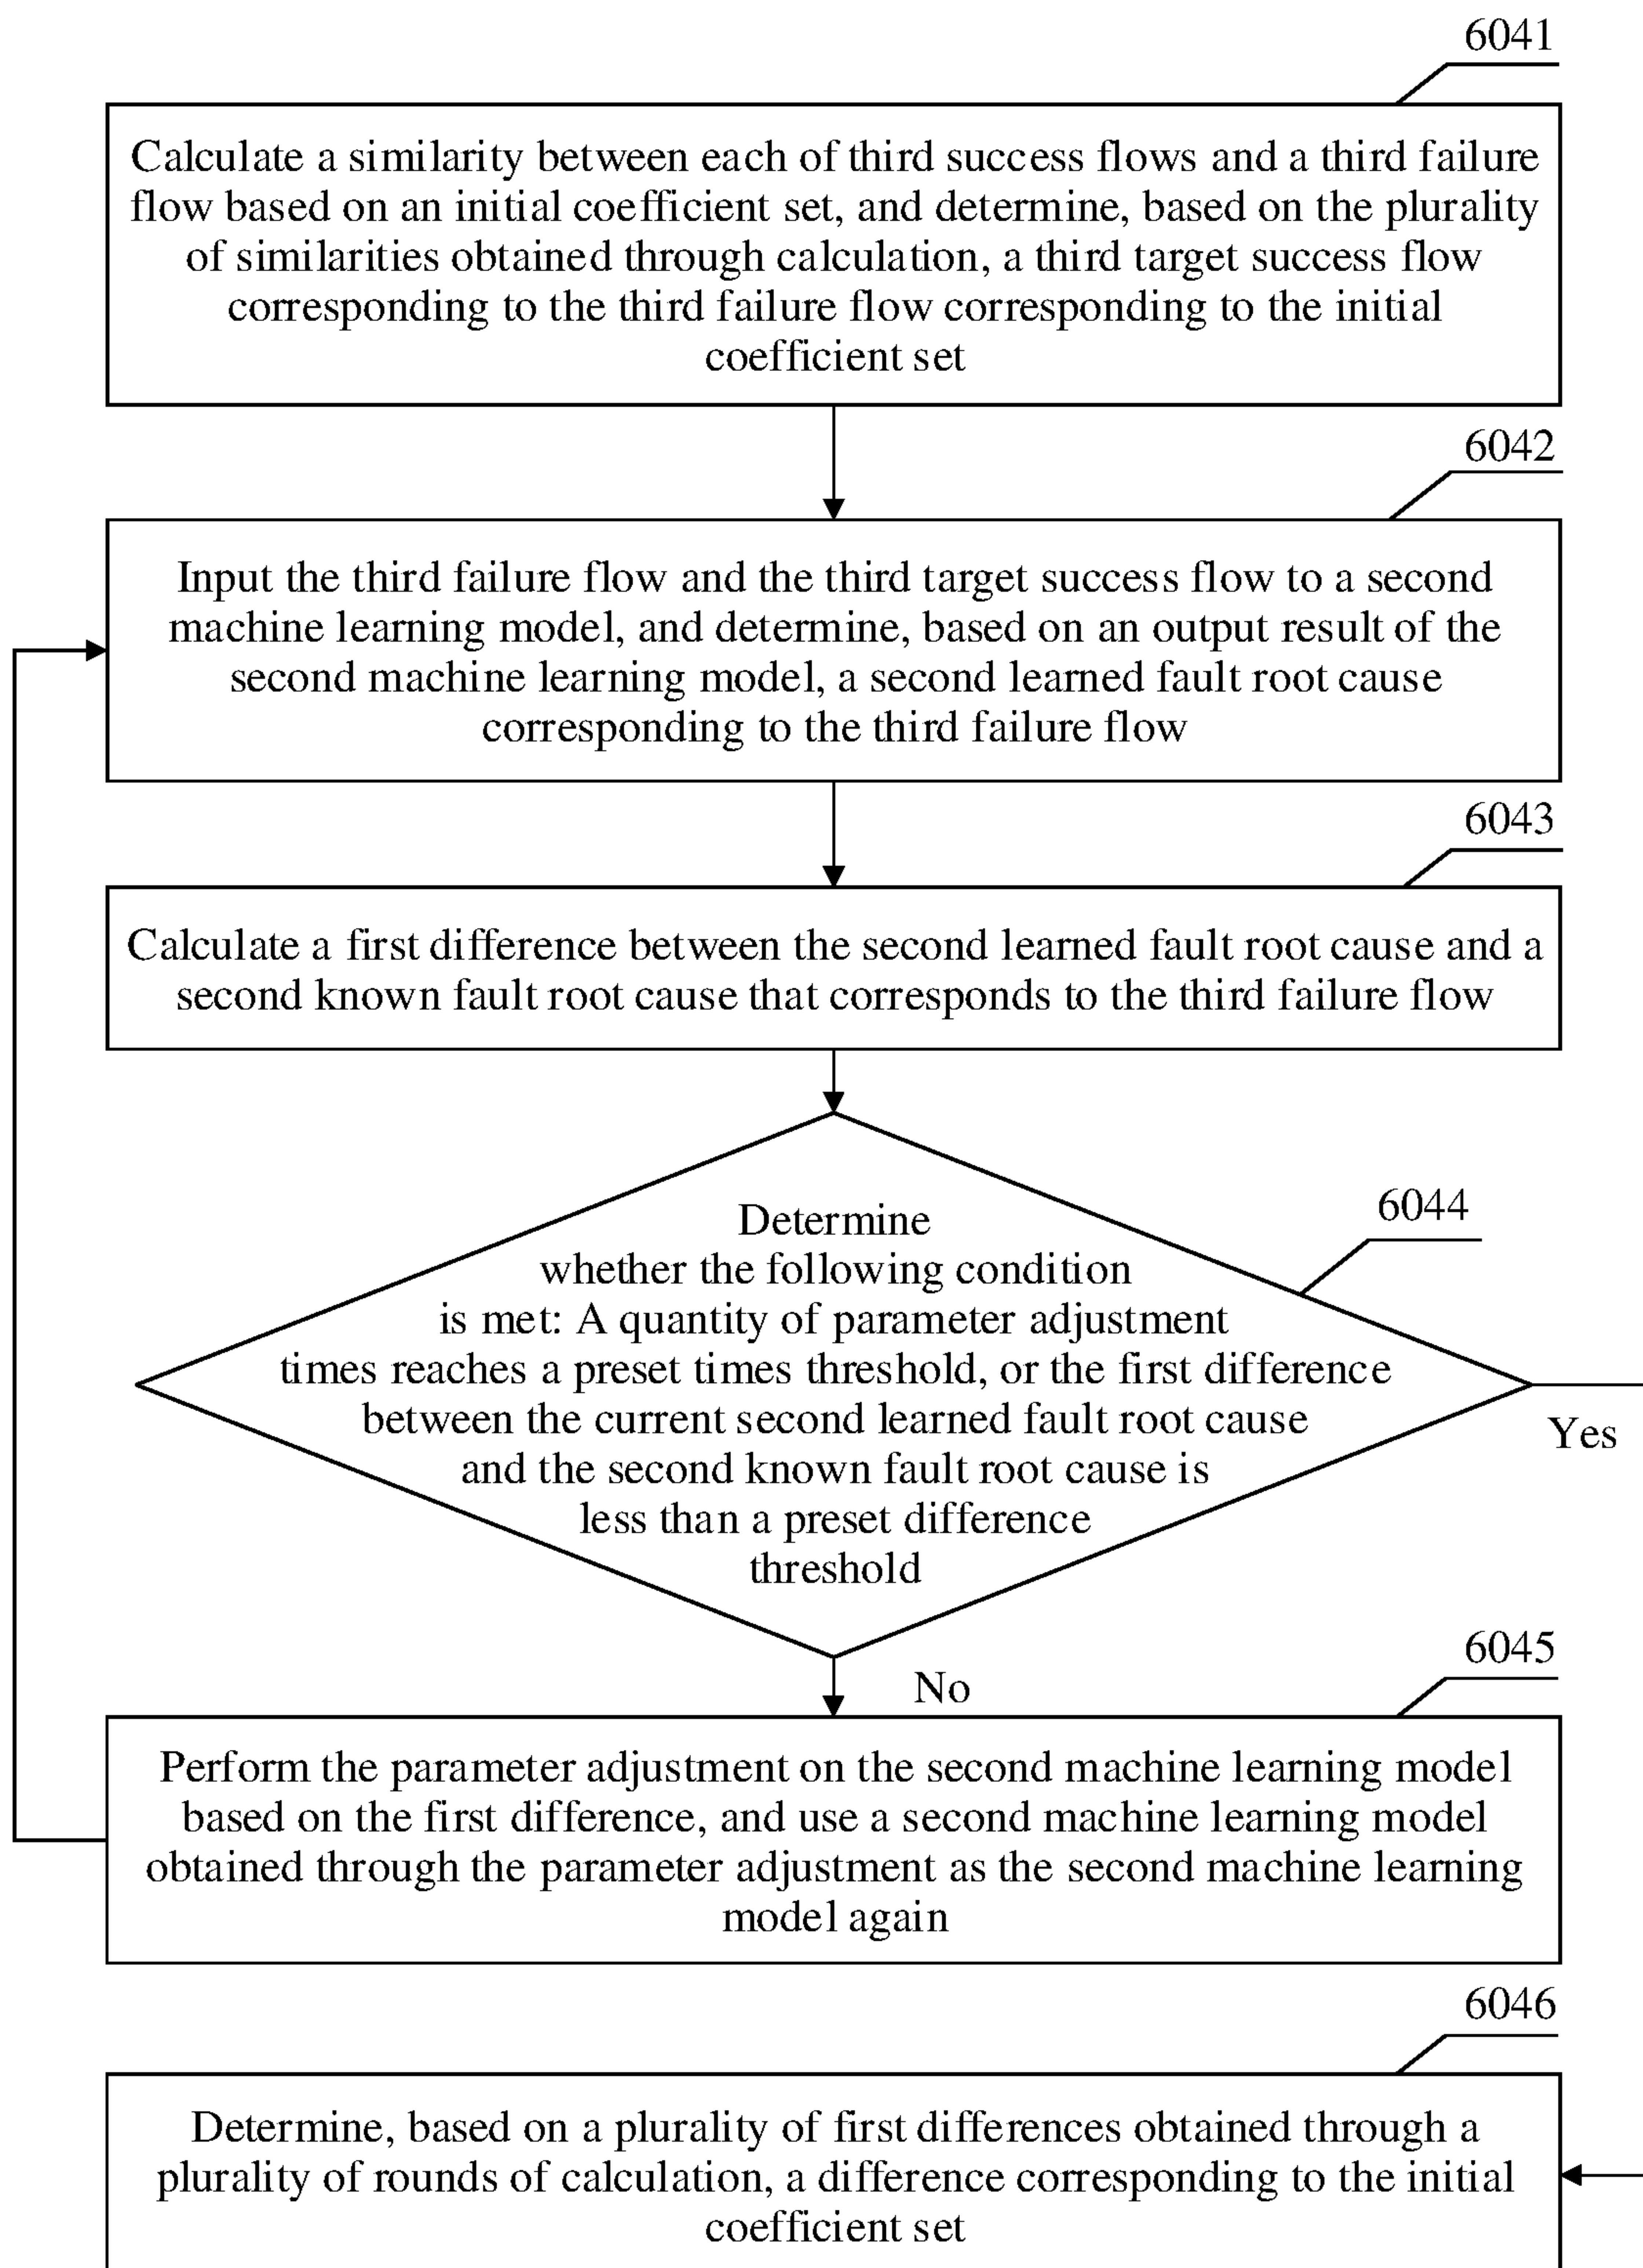 6041
Calculate a similarity between each of third success flows and a third failure
flow based on an initial coefficient set, and determine, based on the plurality
of similarities obtained through calculation, a third target success flow
corresponding to the third failure flow corresponding to the initial
coefficient set
6042
Input the third failure flow and the third target success flow to a second
machine learning model, and determine, based on an output result of the
second machine learning model, a second learned fault root cause
corresponding to the third failure flow
6043
Calculate a first difference between the second learned fault root cause and a
second known fault root cause that corresponds to the third failure flow
6044
Determine
whether the following condition
is met: A quantity of parameter adjustment
times reaches a preset times threshold, or the first difference
between the current second learned fault root cause
and the second known fault root cause is
less than a preset difference
threshold
Yes
No
6045
Perform the parameter adjustment on the second machine learning model
based on the first difference, and use a second machine learning model
obtained through the parameter adjustment as the second machine learning
model again
6046
Determine, based on a plurality of first differences obtained through a
plurality of rounds of calculation, a difference corresponding to the initial
coefficient set